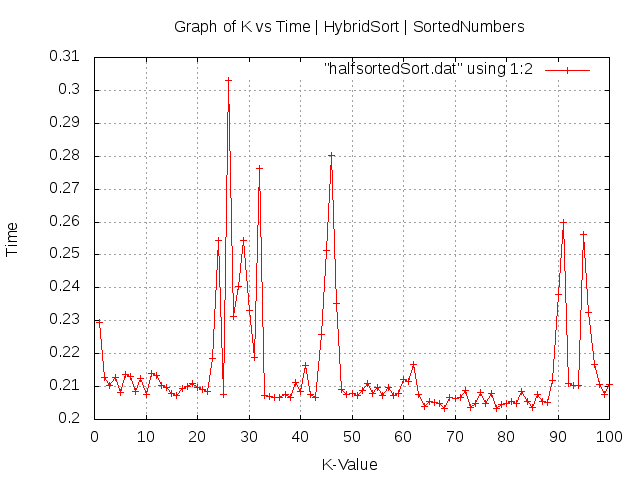 Graph of K vs Time | HybridSort | SortedNumbers
"halfsortedSort.dat" using 1:2
0.31
0.3
0.29
0.28
0.27
0.26
0.25
0.24
0.23
0.22
0.21
0.2
Time
0 10 20 30 40 50 60 70 80 90 100
K-Value